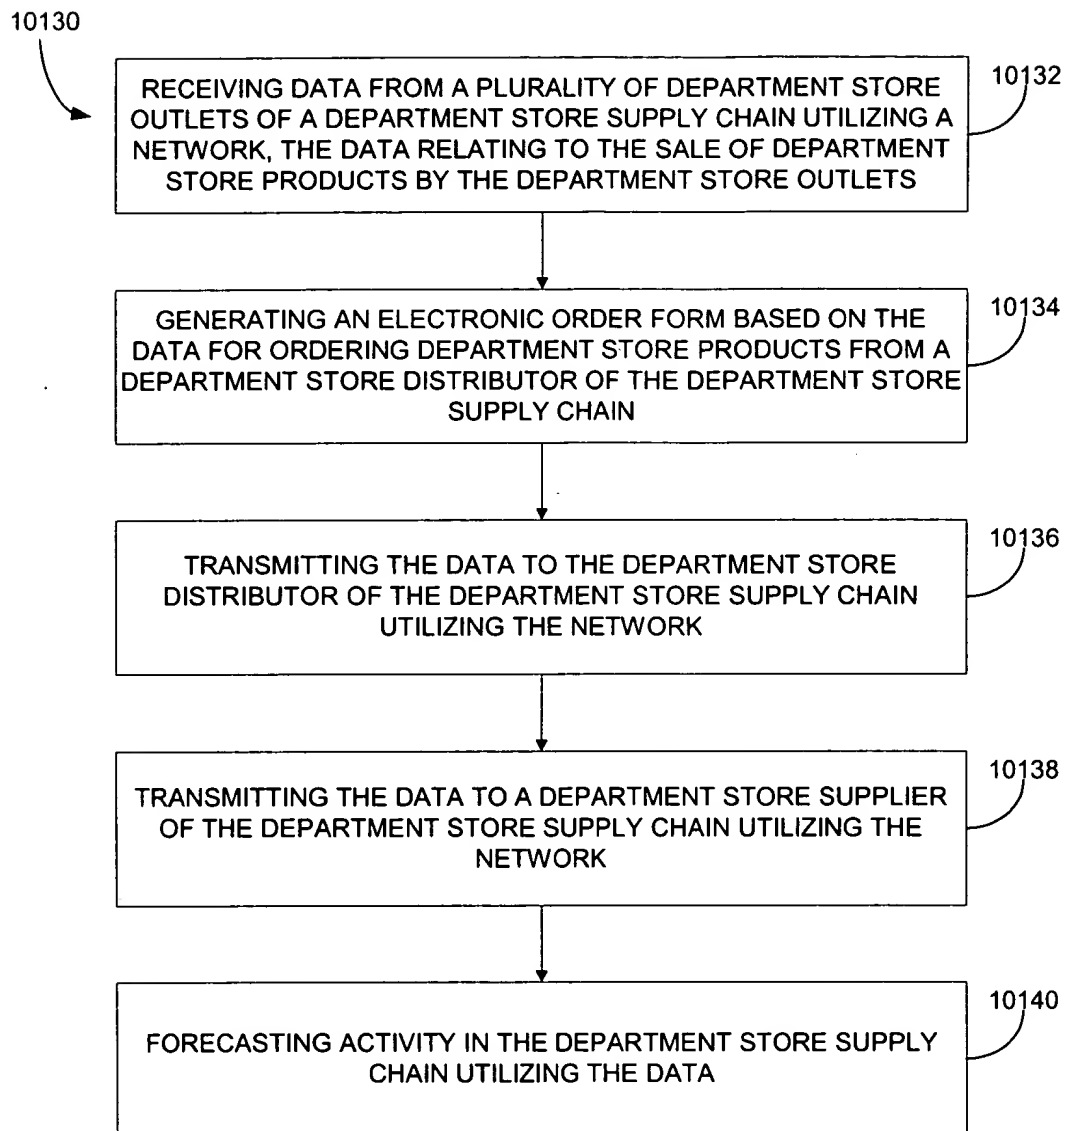 10130
RECEIVING DATA FROM A PLURALITY OF DEPARTMENT STORE
OUTLETS OF A DEPARTMENT STORE SUPPLY CHAIN UTILIZING A
NETWORK, THE DATA RELATING TO THE SALE OF DEPARTMENT
STORE PRODUCTS BY THE DEPARTMENT STORE OUTLETS
10132
GENERATING AN ELECTRONIC ORDER FORM BASED ON THE
DATA FOR ORDERING DEPARTMENT STORE PRODUCTS FROM A
DEPARTMENT STORE DISTRIBUTOR OF THE DEPARTMENT STORE
SUPPLY CHAIN
10134
TRANSMITTING THE DATA TO THE DEPARTMENT STORE
DISTRIBUTOR OF THE DEPARTMENT STORE SUPPLY CHAIN
UTILIZING THE NETWORK
10136
TRANSMITTING THE DATA TO A DEPARTMENT STORE SUPPLIER
OF THE DEPARTMENT STORE SUPPLY CHAIN UTILIZING THE
NETWORK
10138
FORECASTING ACTIVITY IN THE DEPARTMENT STORE SUPPLY
CHAIN UTILIZING THE DATA
10140